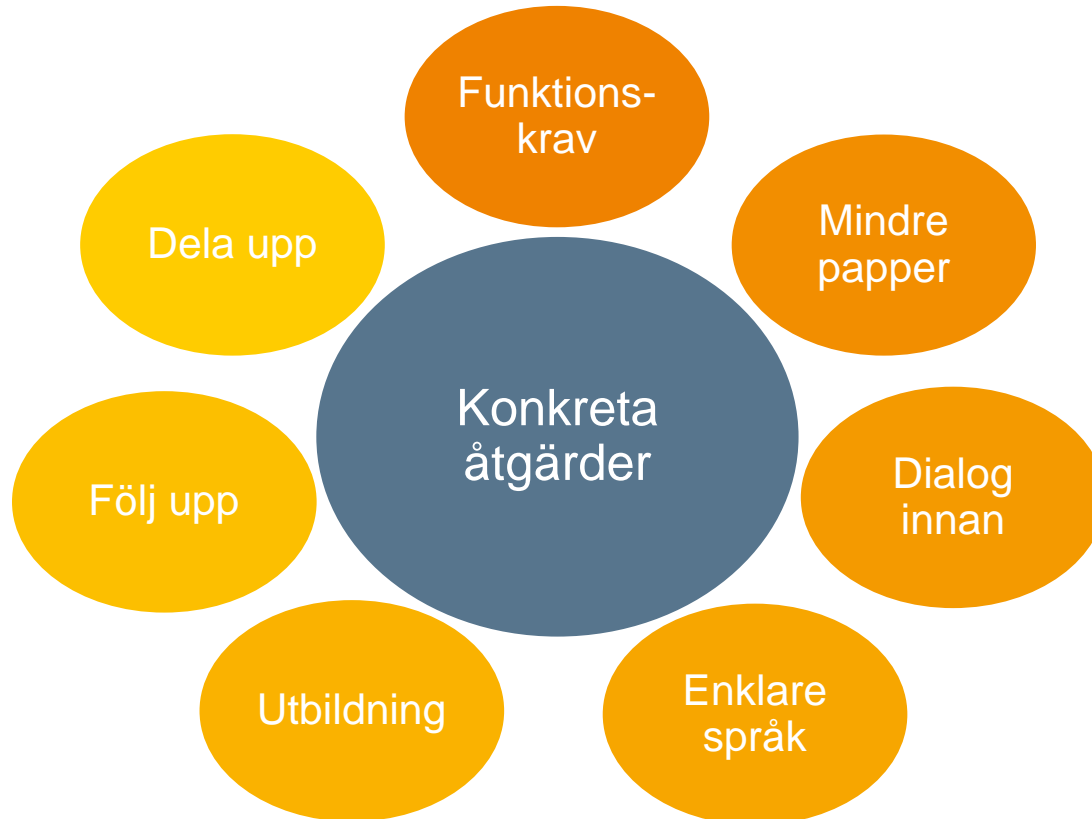 Funktions-
krav
Mindre
papper
Dialog
innan
Enklare
språk
Utbildning
Följ upp
Dela upp
Konkreta
åtgärder